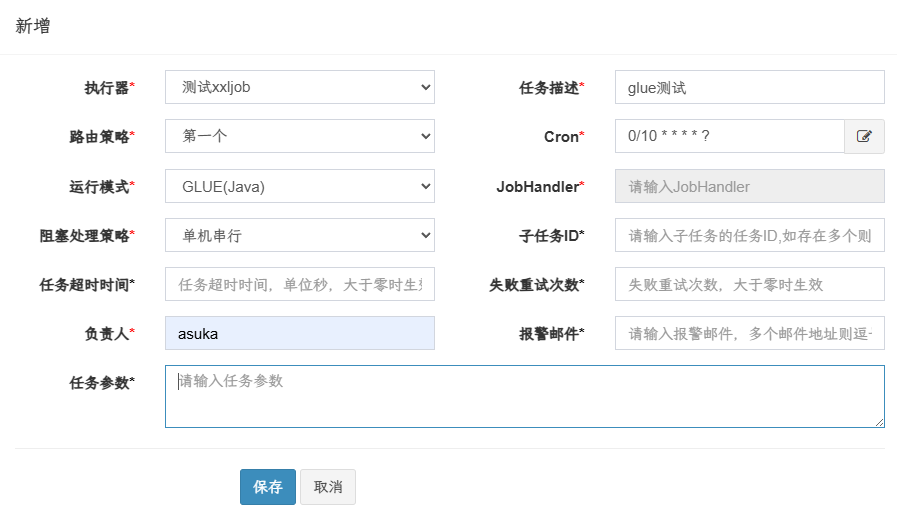 新增
执行器* 测试xxljob 任务描述* glue测试
路由策略* 第一个 Cron* 0/10 * * * * ?
运行模式* GLUE(Java) JobHandler* 请输入JobHandler
阻塞处理策略* 单机串行 子任务ID* 请输入子任务的任务ID,如存在多个则
任务超时时间* 任务超时时间，单位秒，大于零时生 失败重试次数* 失败重试次数，大于零时生效
负责人* asuka 报警邮件* 请输入报警邮件，多个邮件地址则逗
任务参数* 请输入任务参数
保存 取消